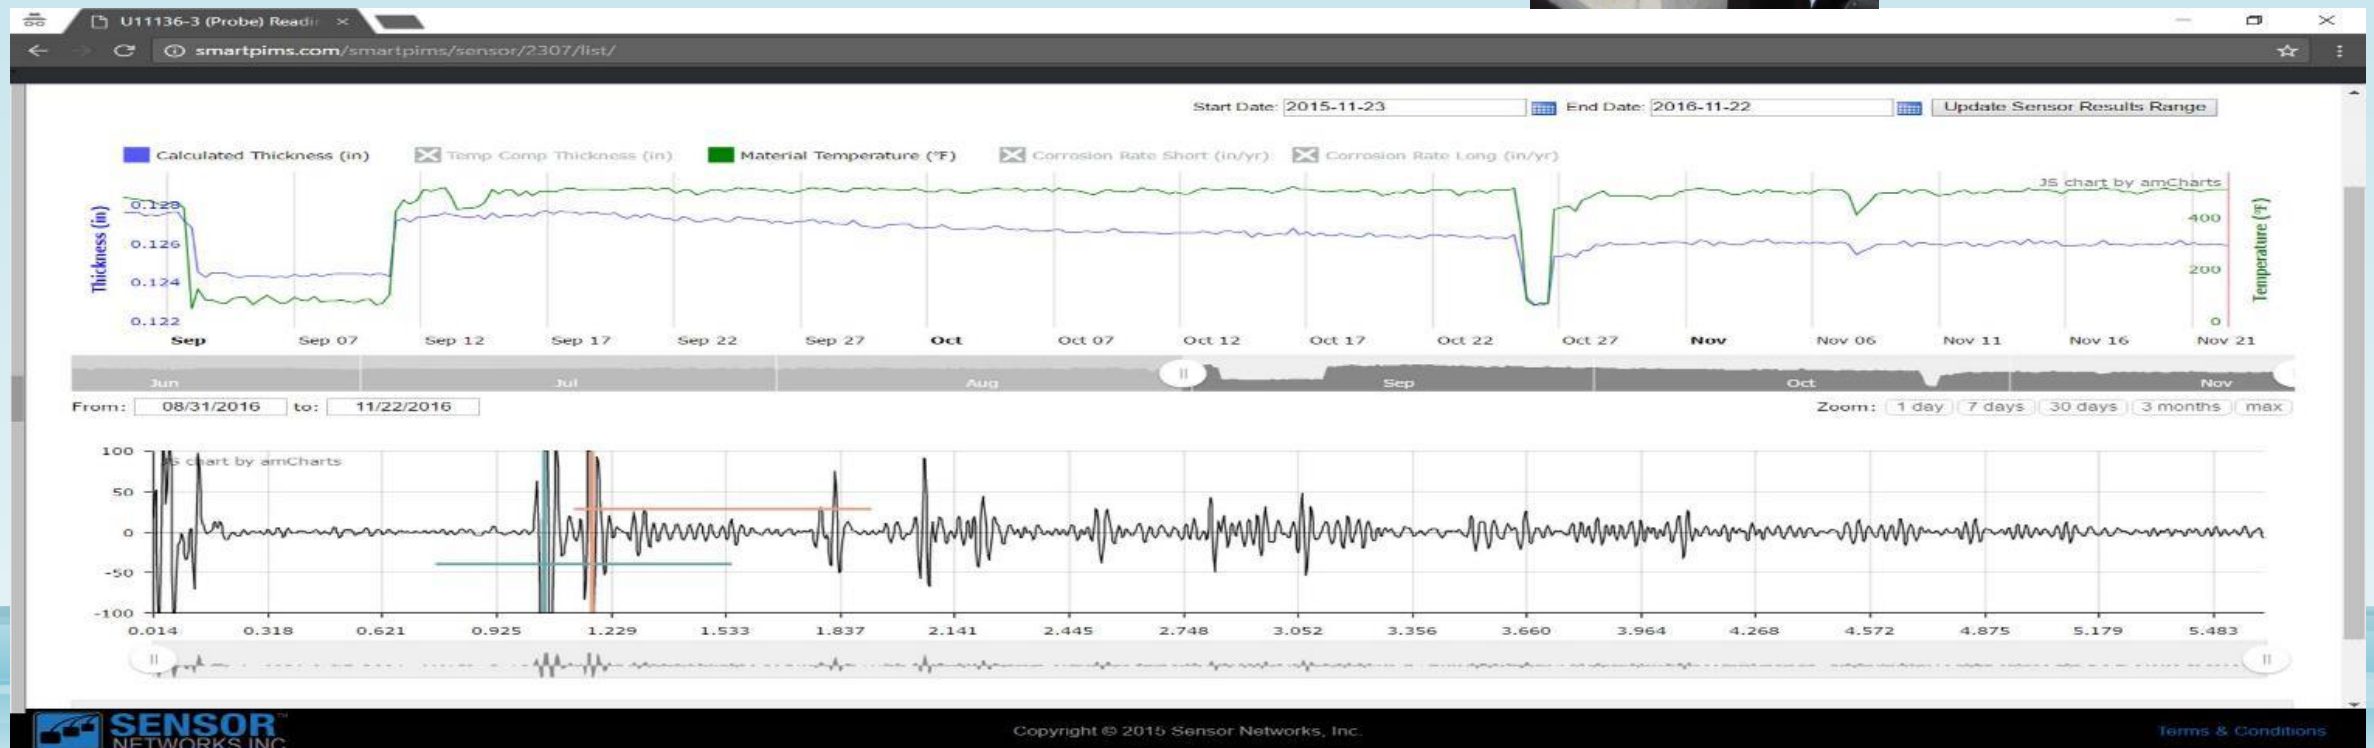 U11136-3 (Probe) Readi
smartpims.com/smartpims/sensor/2307/list/
Start Date: 2015-11-23 End Date: 2016-11-22 Update Sensor Results Range
Calculated Thickness (in) Temp Comp Thickness (in) Material Temperature (°F) Corrosion Rate Short (in/yr) Corrosion Rate Long (in/yr)
JS chart by amCharts
Thickness (in)
0.128
0.126
0.124
0.122
400
200
0
Temperature (°F)
Sep Sep 07 Sep 12 Sep 17 Sep 22 Sep 27 Oct Oct 07 Oct 12 Oct 17 Oct 22 Oct 27 Nov Nov 06 Nov 11 Nov 16 Nov 21
Jun Jul Aug Sep Oct Nov
From: 08/31/2016 to: 11/22/2016 Zoom: 1 day 7 days 30 days 3 months max
JS chart by amCharts
100
50
0
-50
-100
0.014 0.318 0.621 0.925 1.229 1.533 1.837 2.141 2.445 2.748 3.052 3.356 3.660 3.964 4.268 4.572 4.875 5.179 5.483
SENSOR™
NETWORKS INC
Copyright © 2015 Sensor Networks, Inc.
Terms & Conditions